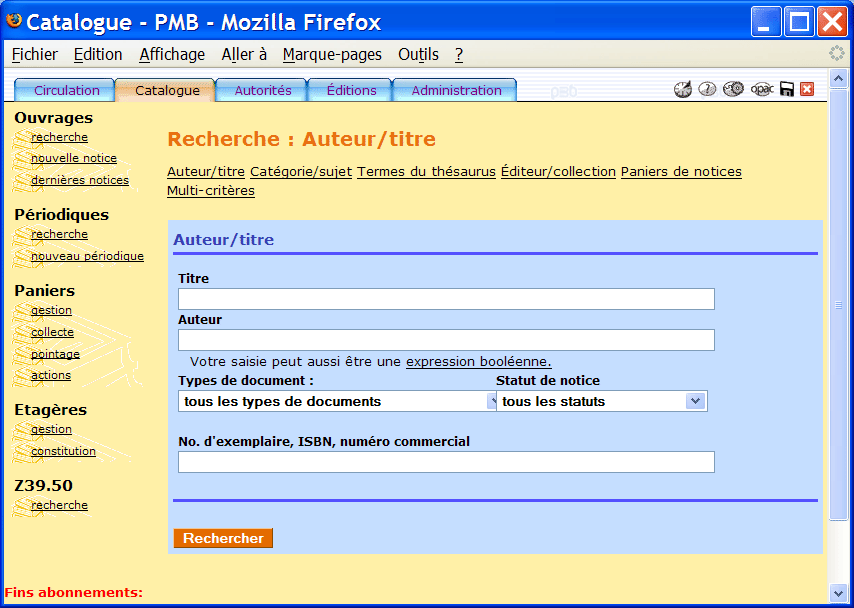 Catalogue - PMB - Mozilla Firefox
Fichier Edition Affichage Aller à Marque-pages Outils ?
Circulation Catalogue Autorités Éditions Administration pmb opac
Ouvrages
recherche
nouvelle notice
dernières notices
Périodiques
recherche
nouveau périodique
Paniers
gestion
collecte
pointage
actions
Etagères
gestion
constitution
Z39.50
recherche
Fins abonnements:
Recherche : Auteur/titre
Auteur/titre Catégorie/sujet Termes du thésaurus Éditeur/collection Paniers de notices
Multi-critères
Auteur/titre
Titre
Auteur
Votre saisie peut aussi être une expression booléenne.
Types de document : Statut de notice
tous les types de documents tous les statuts
No. d'exemplaire, ISBN, numéro commercial
Rechercher